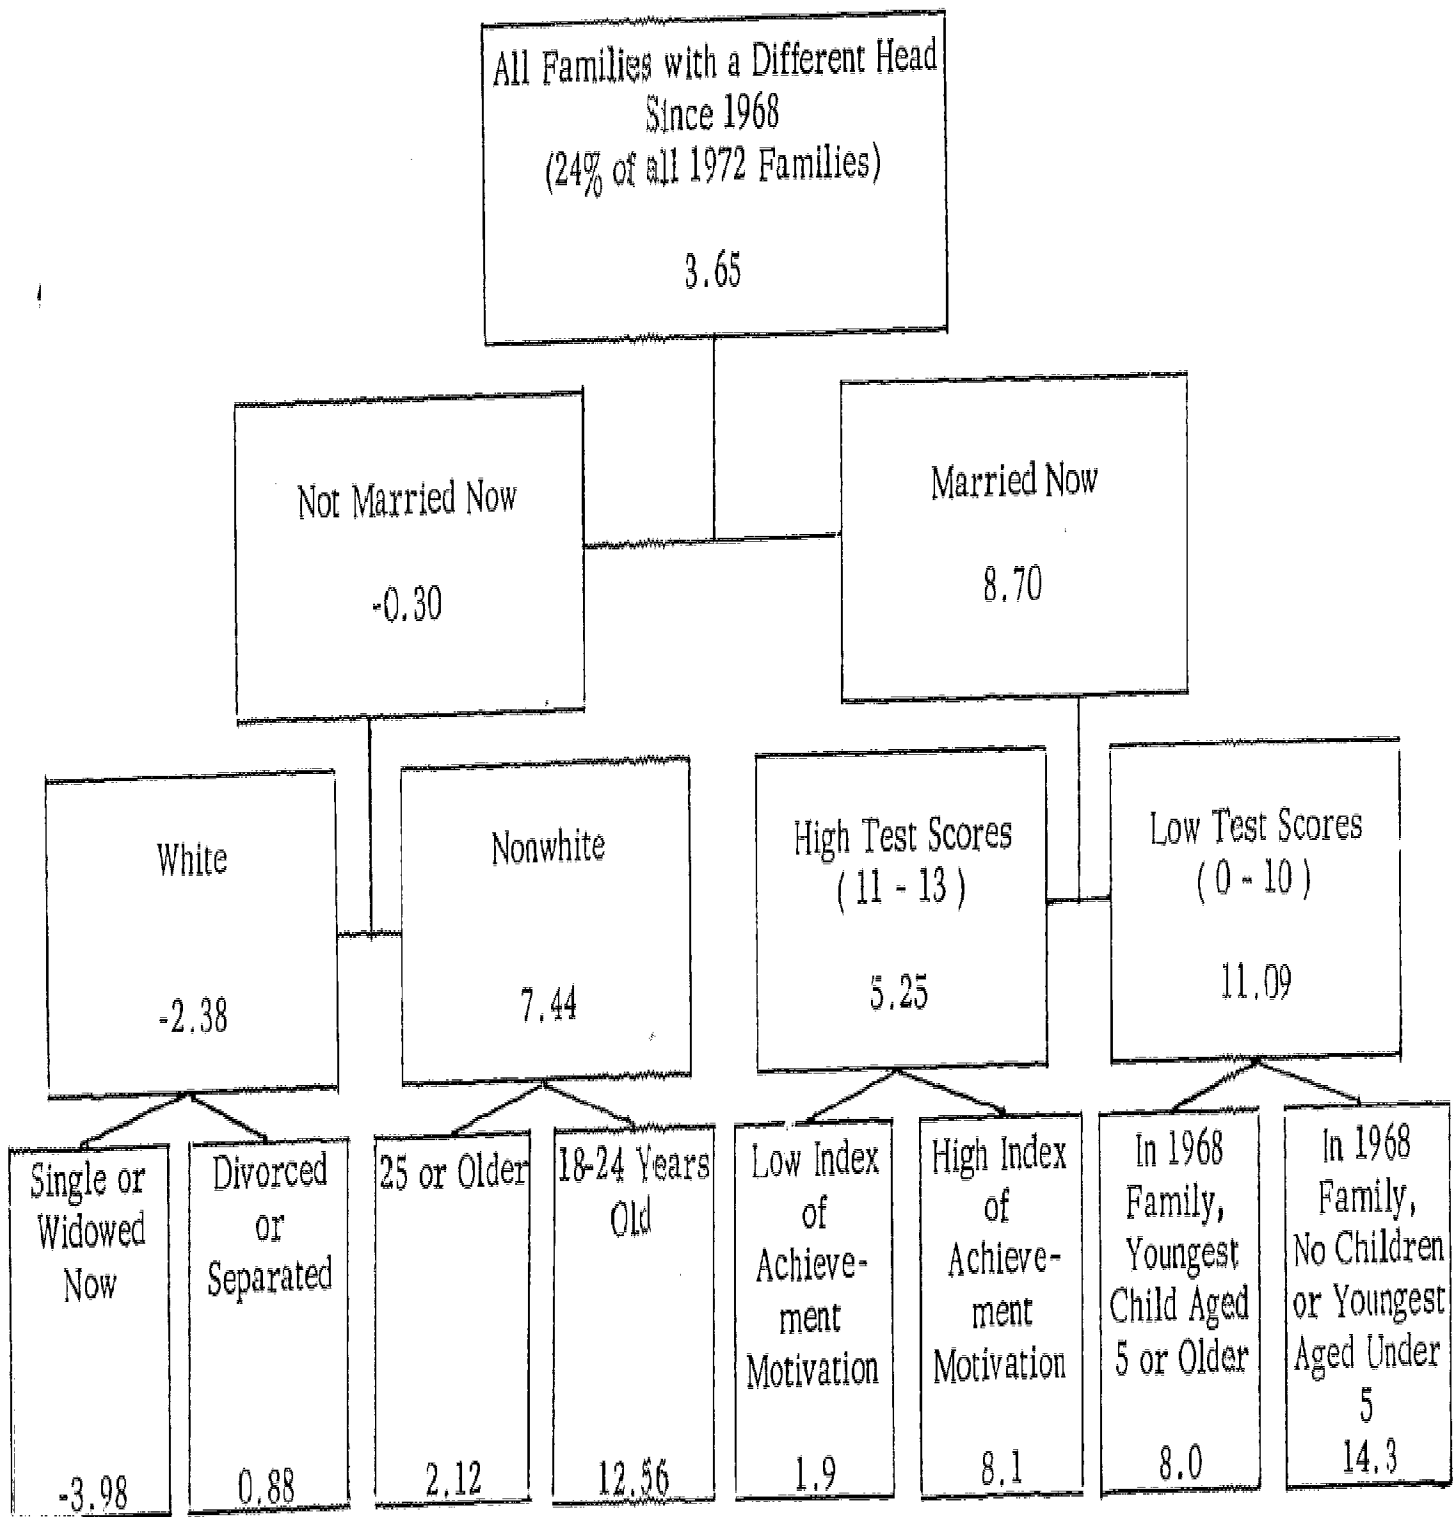 All Families with a Different Head
Since 1968
(24% of all 1972 Families)
3.65
Not Married Now
-0.30
Married Now
8.70
White
-2.38
Nonwhite
7.44
High Test Scores
( 11 - 13 )
5.25
Low Test Scores
( 0 - 10 )
11.09
Single or
Widowed
Now
-3.98
Divorced
or
Separated
0.88
25 or Older
2.12
18-24 Years
Old
12.56
Low Index
of
Achieve-
ment
Motivation
1.9
High Index
of
Achieve-
ment
Motivation
8.1
In 1968
Family,
Youngest
Child Aged
5 or Older
8.0
In 1968
Family,
No Children
or Youngest
Aged Under
5
14.3